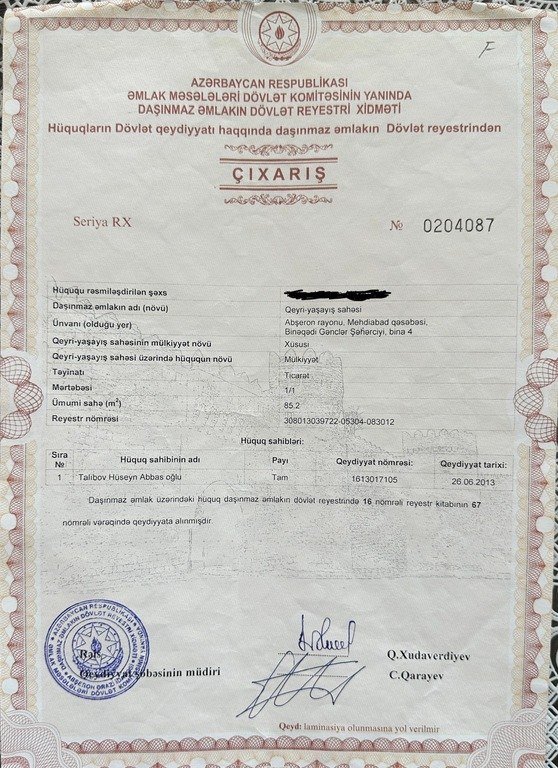 F
AZƏRBAYCAN RESPUBLİKASI
ƏMLAK MƏSƏLƏLƏRİ DÖVLƏT KOMİTƏSİNİN YANINDA
DAŞINMAZ ƏMLAKIN DÖVLƏT REYESTRİ XİDMƏTİ
Hüquqların Dövlət qeydiyyatı haqqında daşınmaz əmlakın Dövlət reyestrindən
ÇIXARIŞ
Seriya RX № 0204087
Hüququ rəsmiləşdirilən şəxs
Daşınmaz əmlakın adı (növü) Qeyri-yaşayış sahəsi
Ünvanı (olduğu yer) Abşeron rayonu, Mehdiabad qəsəbəsi,
Binəqədi Gənclər Şəhərciyi, bina 4
Qeyri-yaşayış sahəsinin mülkiyyət növü Xüsusi
Qeyri-yaşayış sahəsi üzərində hüququn növü Mülkiyyət
Təyinatı Ticarət
Mərtəbəsi 1/1
Ümumi sahə (m²) 85.2
Reyestr nömrəsi 308013039722-05304-083012
Hüquq sahibləri:
Sıra № Hüquq sahibinin adı Payı Qeydiyyat nömrəsi: Qeydiyyat tarixi:
1 Talıbov Hüseyn Abbas oğlu Tam 1613017105 26.06.2013
Daşınmaz əmlak üzərindəki hüquq daşınmaz əmlakın dövlət reyestrində 16 nömrəli reyestr kitabının 67
nömrəli vərəqində qeydiyyata alınmışdır.
Rəis Q.Xudaverdiyev
Qeydiyyat şöbəsinin müdiri C.Qarayev
Qeyd: laminasiya olunmasına yol verilmir